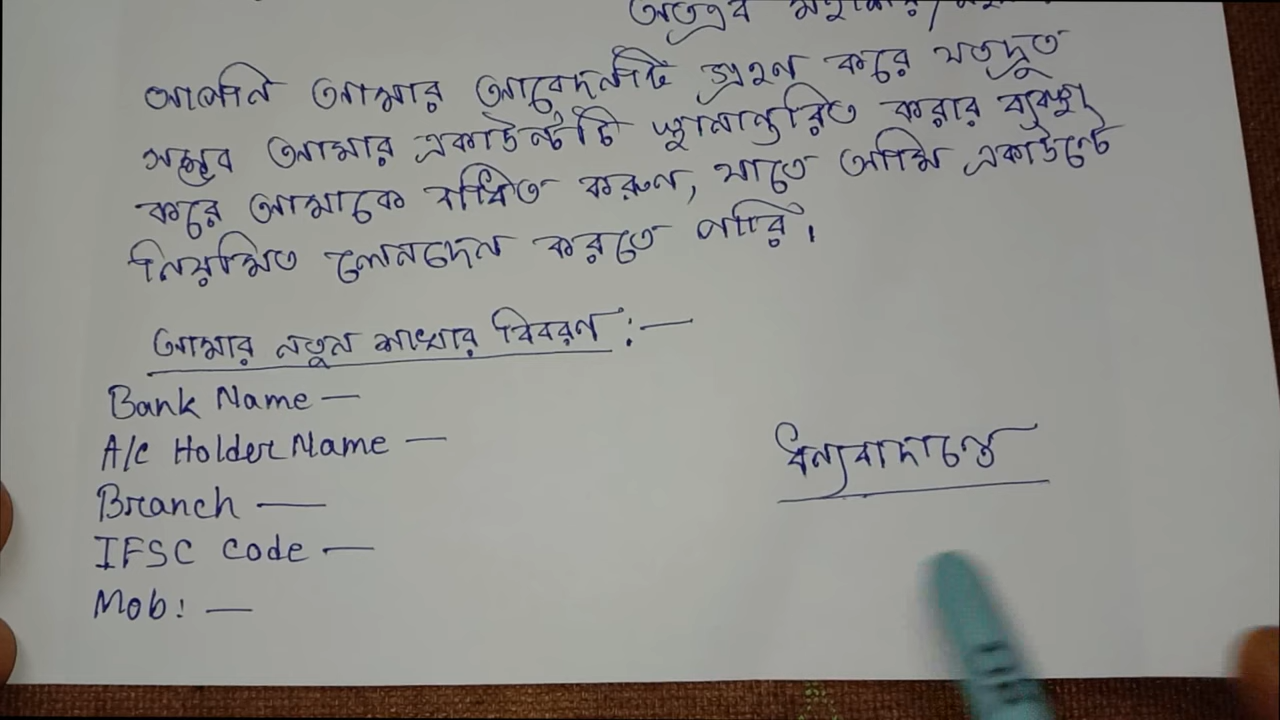 অতএব
আপনি আমার আবেদনটি গ্রহণ করে যতদ্রুত
সম্ভব আমার একাউন্টটি স্থানান্তরিত করার ব্যবস্থা
করে আমাকে বাধিত করুন, যাতে আমি একাউন্টে
নিয়মিত লেনদেন করতে পারি।
আমার নতুন শাখার বিবরণ :—
Bank Name —
A/c Holder Name —
ধন্যবাদান্তে
Branch —
IFSC Code —
Mob: —